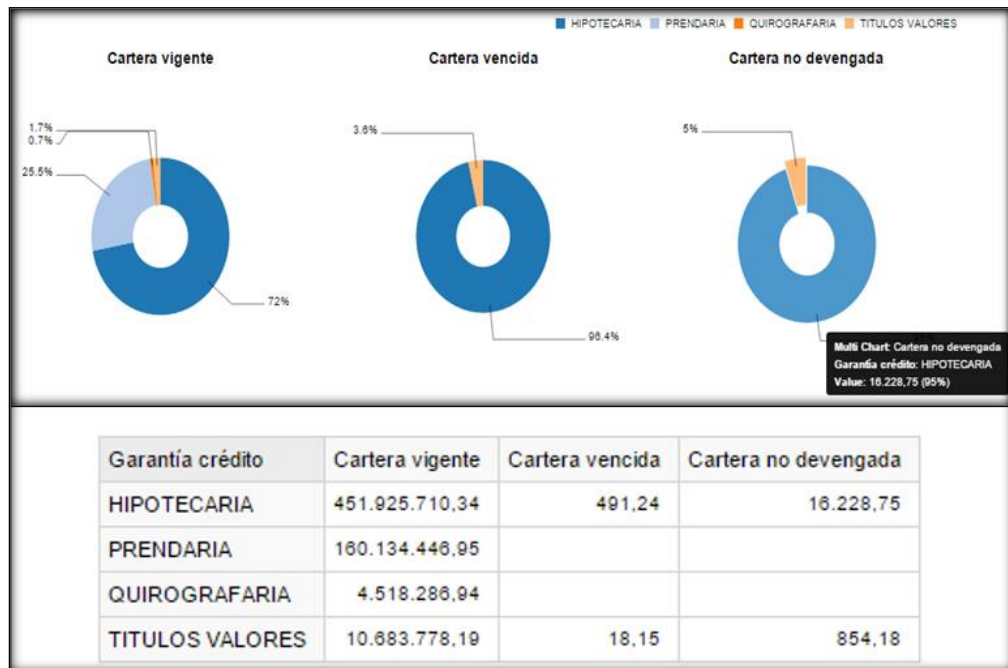 HIPOTECARIA PRENDARIA QUIROGRAFARIA TITULOS VALORES
Cartera vigente Cartera vencida Cartera no devengada
1.7%
0.7%
25.5%
72%
3.6%
96.4%
5%
Multi Chart: Cartera no devengada
Garantía crédito: HIPOTECARIA
Value: 16.228,75 (95%)
Garantía crédito Cartera vigente Cartera vencida Cartera no devengada
HIPOTECARIA 451.925.710,34 491,24 16.228,75
PRENDARIA 160.134.446,95
QUIROGRAFARIA 4.518.286,94
TITULOS VALORES 10.683.778,19 18,15 854,18